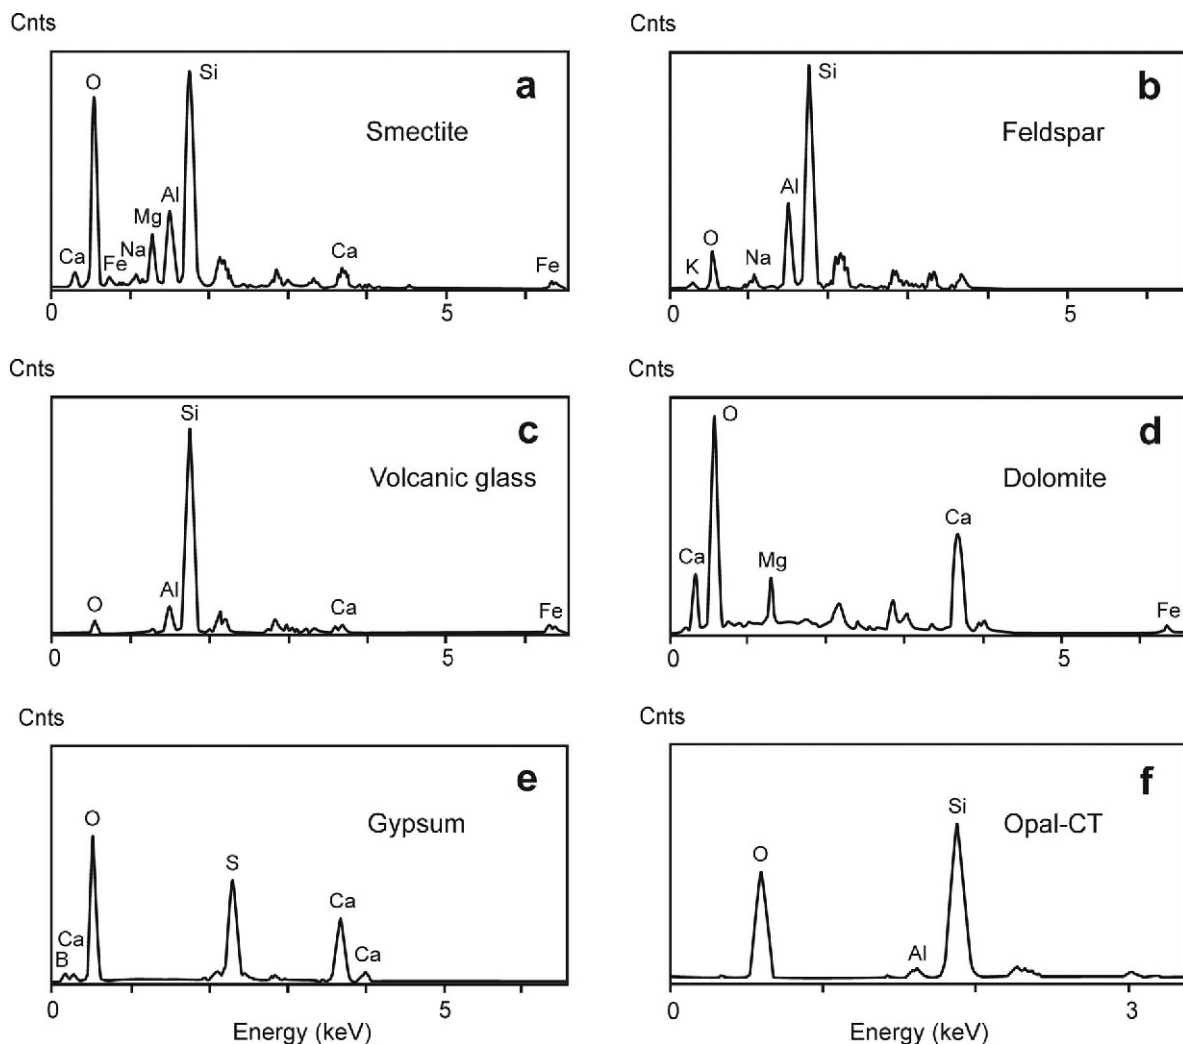 Cnts
a
Smectite
O
Si
Al
Mg
Ca
Fe
Na
Ca
Fe
0
5
Cnts
b
Feldspar
Si
Al
O
K
Na
0
5
Cnts
c
Volcanic glass
Si
Al
O
Ca
Fe
0
5
Cnts
d
Dolomite
O
Ca
Ca
Mg
Fe
0
5
Cnts
e
Gypsum
O
S
Ca
Ca
B
Ca
0
5
Energy (keV)
Cnts
f
Opal-CT
Si
O
Al
0
3
Energy (keV)